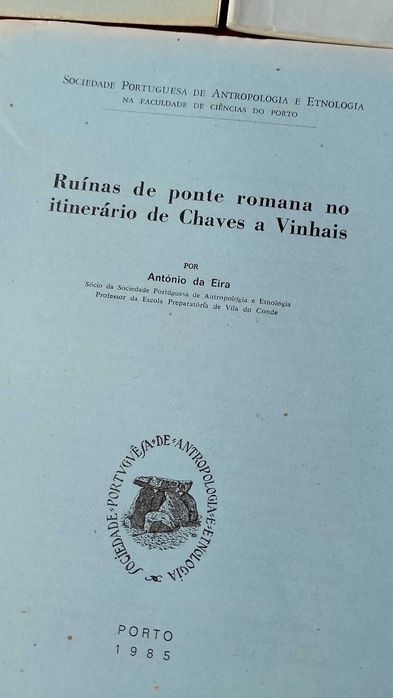 SOCIEDADE PORTUGUESA DE ANTROPOLOGIA E ETNOLOGIA
NA FACULDADE DE CIÊNCIAS DO PORTO
Ruínas de ponte romana no
itinerário de Chaves a Vinhais
POR
António da Eira
Sócio da Sociedade Portuguesa de Antropologia e Etnologia
Professor da Escola Preparatória de Vila do Conde
SOCIEDADE PORTVGVÊSA DE ANTROPOLOGIA E ETNOLOGIA
PORTO
1985